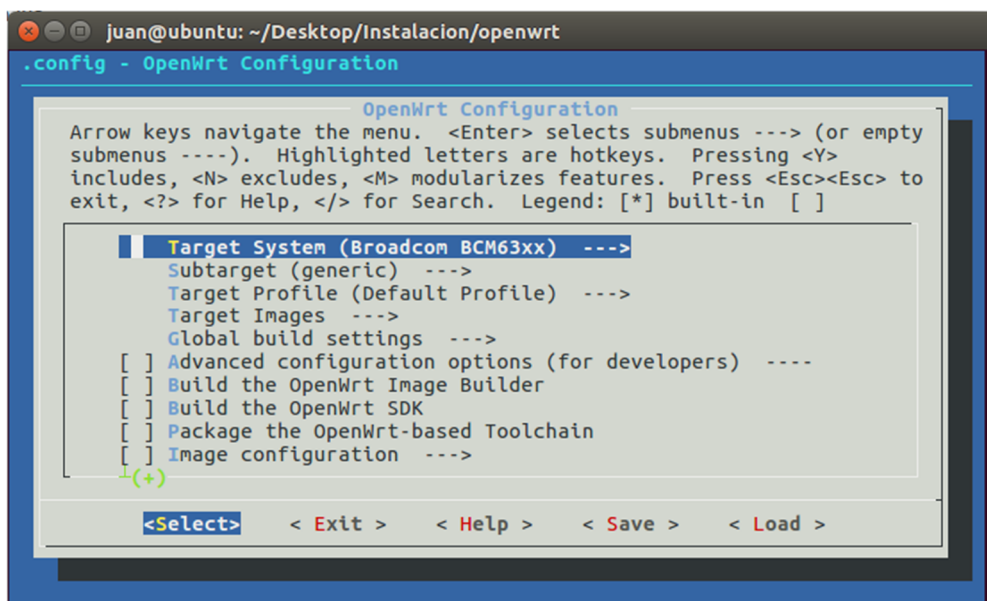 juan@ubuntu: ~/Desktop/Instalacion/openwrt
.config - OpenWrt Configuration
OpenWrt Configuration
Arrow keys navigate the menu.  <Enter> selects submenus ---> (or empty
submenus ----).  Highlighted letters are hotkeys.  Pressing <Y>
includes, <N> excludes, <M> modularizes features.  Press <Esc><Esc> to
exit, <?> for Help, </> for Search.  Legend: [*] built-in  [ ]
Target System (Broadcom BCM63xx)  --->
Subtarget (generic)  --->
Target Profile (Default Profile)  --->
Target Images  --->
Global build settings  --->
[ ] Advanced configuration options (for developers)  ----
[ ] Build the OpenWrt Image Builder
[ ] Build the OpenWrt SDK
[ ] Package the OpenWrt-based Toolchain
[ ] Image configuration  --->
(+)
<Select>    < Exit >    < Help >    < Save >    < Load >